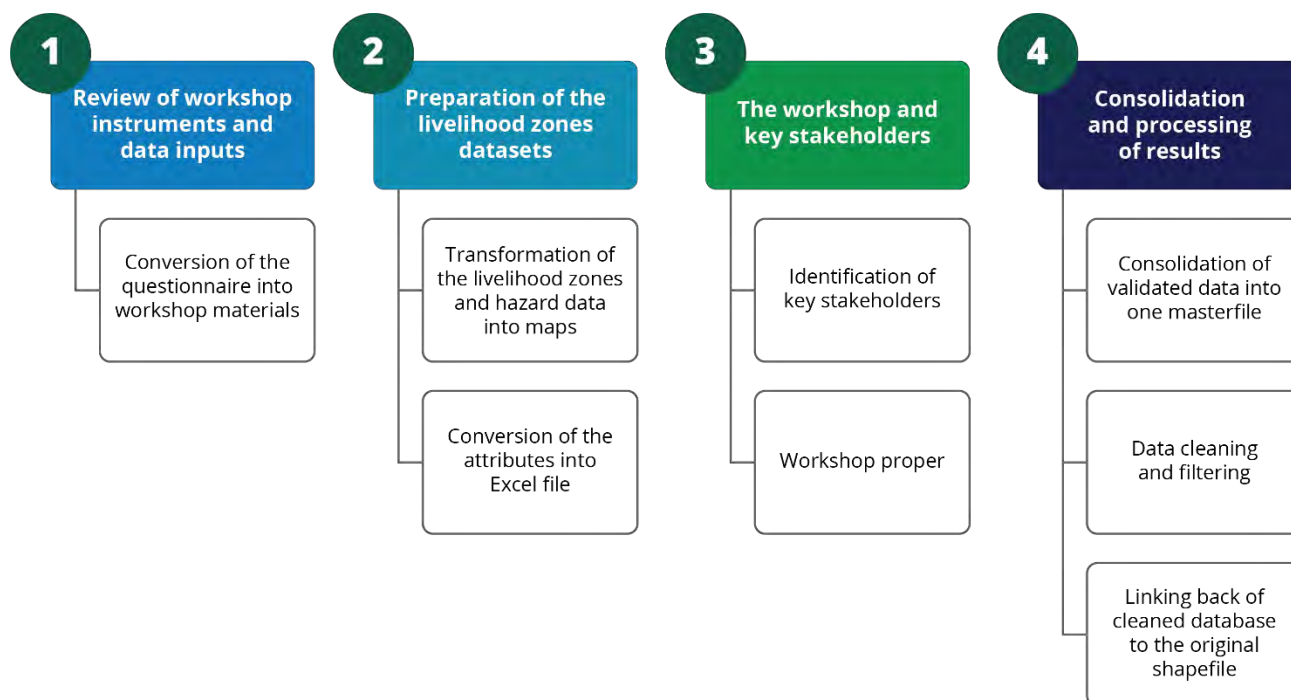 1
Review of workshop
instruments and
data inputs
Conversion of the
questionnaire into
workshop materials
2
Preparation of the
livelihood zones
datasets
Transformation of
the livelihood zones
and hazard data
into maps
Conversion of the
attributes into
Excel file
3
The workshop and
key stakeholders
Identification of
key stakeholders
Workshop proper
4
Consolidation
and processing
of results
Consolidation of
validated data into
one masterfile
Data cleaning
and filtering
Linking back of
cleaned database
to the original
shapefile